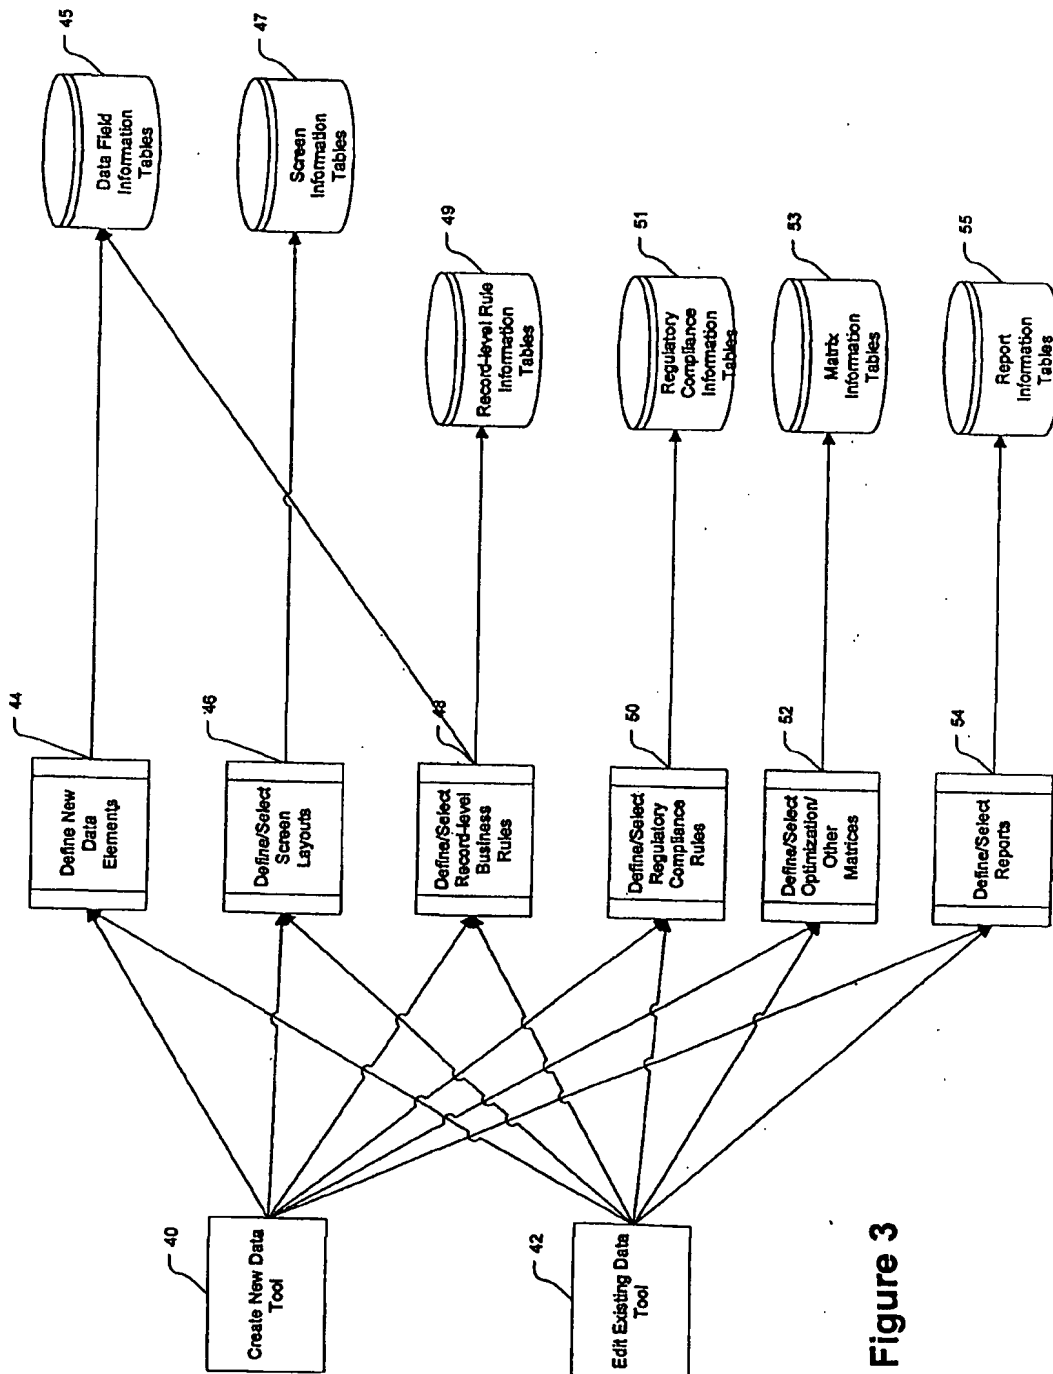 45
Data Field
Information
Tables
47
Screen
Information
Tables
49
Record-level Rule
Information
Tables
51
Regulatory
Compliance
Information
Tables
53
Matrix
Information
Tables
55
Report
Information
Tables
44
Define New
Data
Elements
46
Define/Select
Screen
Layouts
48
Define/Select
Record-level
Business
Rules
50
Define/Select
Regulatory
Compliance
Rules
52
Define/Select
Optimization/
Other
Matrices
54
Define/Select
Reports
40
Create New Data
Tool
42
Edit Existing Data
Tool
Figure 3